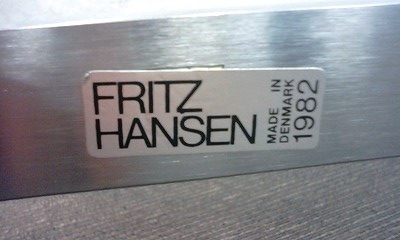 FRITZ
HANSEN
MADE IN
DENMARK
1982